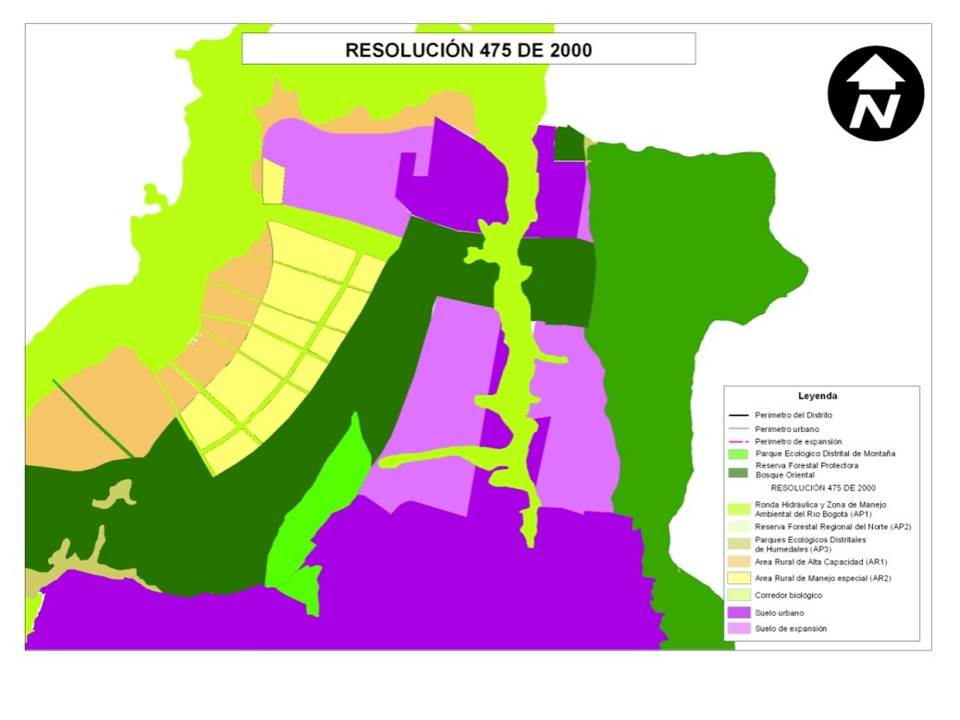 RESOLUCIÓN 475 DE 2000
N
Leyenda
Perimetro del Distrito
Perimetro urbano
Perimetro de expansión
Parque Ecológico Distrital de Montaña
Reserva Forestal Protectora
Bosque Oriental
RESOLUCIÓN 475 DE 2000
Ronda Hidráulica y Zona de Manejo
Ambiental del Rio Bogotá (AP1)
Reserva Forestal Regional del Norte (AP2)
Parques Ecológicos Distritales
de Humedales (AP3)
Area Rural de Alta Capacidad (AR1)
Area Rural de Manejo especial (AR2)
Corredor biológico
Suelo urbano
Suelo de expansión